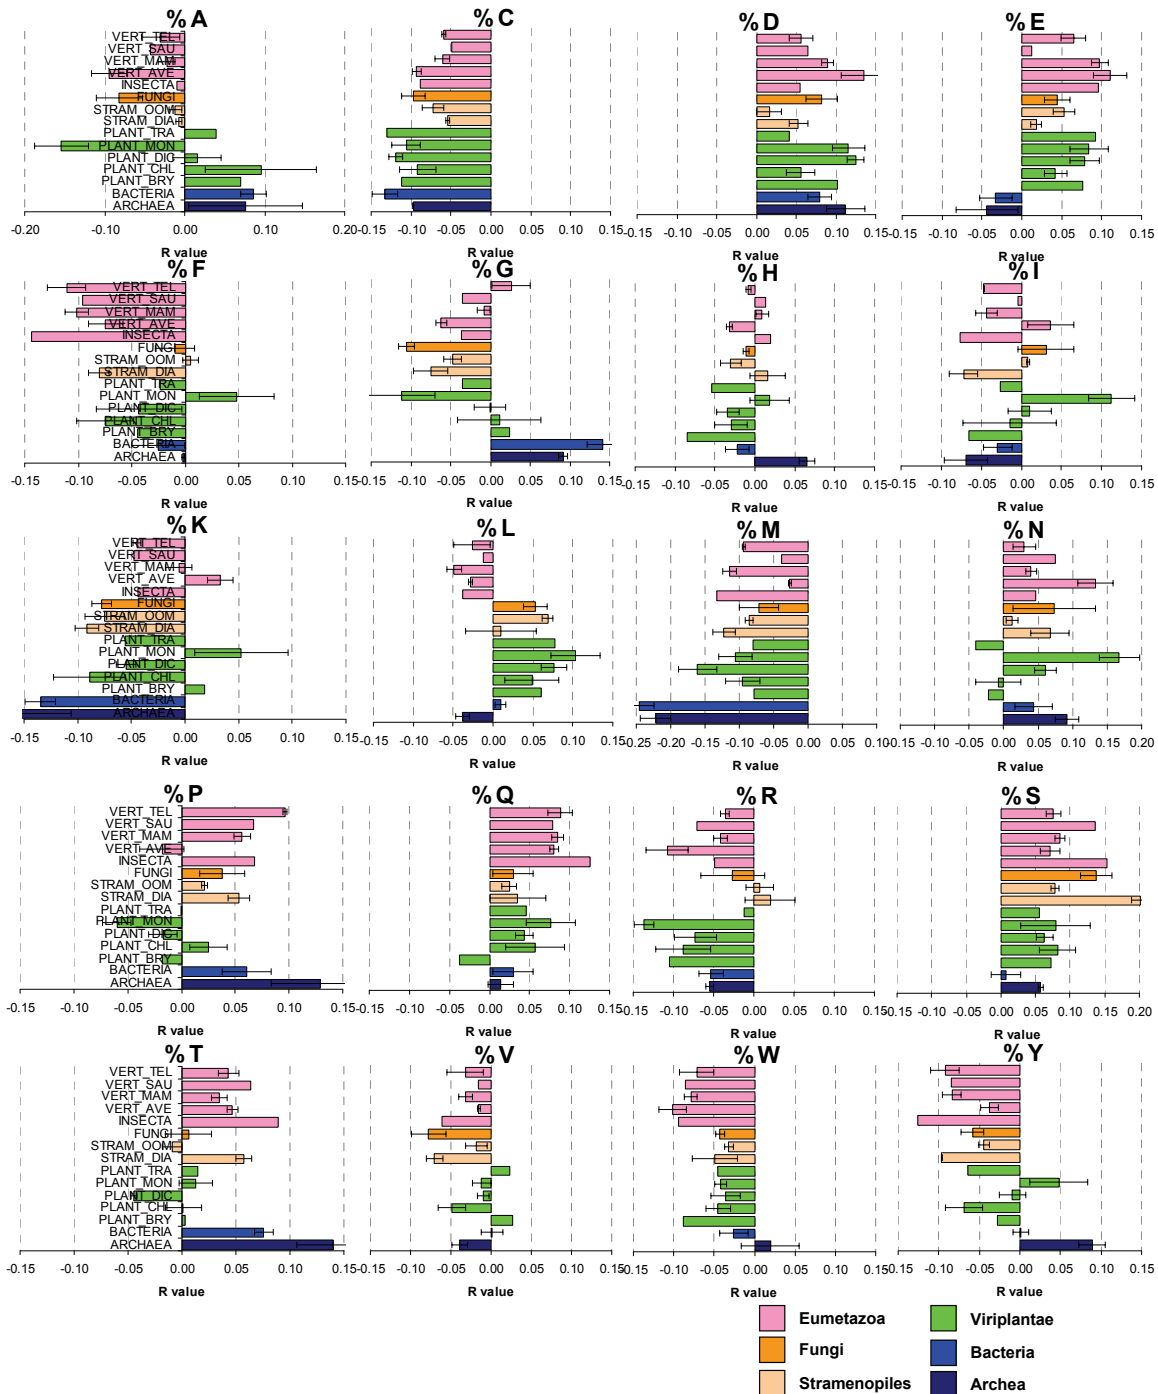 % A
% C
% D
% E
VERT_TEL
VERT_SAU
VERT_MAM
VERT_AVE
INSECTA
FUNGI
STRAM_OOM
STRAM_DIA
PLANT_TRA
PLANT_MON
PLANT_DIC
PLANT_CHL
PLANT_BRY
BACTERIA
ARCHAEA
-0.20 -0.10 0.00 0.10 0.20
-0.15 -0.10 -0.05 0.00 0.05 0.10 0.15
-0.15 -0.10 -0.05 0.00 0.05 0.10 0.15
-0.15 -0.10 -0.05 0.00 0.05 0.10 0.15
R value R value R value R value
% F
% G
% H
% I
VERT_TEL
VERT_SAU
VERT_MAM
VERT_AVE
INSECTA
FUNGI
STRAM_OOM
STRAM_DIA
PLANT_TRA
PLANT_MON
PLANT_DIC
PLANT_CHL
PLANT_BRY
BACTERIA
ARCHAEA
-0.15 -0.10 -0.05 0.00 0.05 0.10 0.15
-0.15 -0.10 -0.05 0.00 0.05 0.10 0.15
-0.15 -0.10 -0.05 0.00 0.05 0.10 0.15
-0.15 -0.10 -0.05 0.00 0.05 0.10 0.15
R value R value R value R value
% K
% L
% M
% N
VERT_TEL
VERT_SAU
VERT_MAM
VERT_AVE
INSECTA
FUNGI
STRAM_OOM
STRAM_DIA
PLANT_TRA
PLANT_MON
PLANT_DIC
PLANT_CHL
PLANT_BRY
BACTERIA
ARCHAEA
-0.15 -0.10 -0.05 0.00 0.05 0.10 0.15
-0.15 -0.10 -0.05 0.00 0.05 0.10 0.15
-0.25 -0.15 -0.05 0.05
-0.15 -0.10 -0.05 0.00 0.05 0.10 0.15 0.20
R value R value R value R value
% P
% Q
% R
% S
VERT_TEL
VERT_SAU
VERT_MAM
VERT_AVE
INSECTA
FUNGI
STRAM_OOM
STRAM_DIA
PLANT_TRA
PLANT_MON
PLANT_DIC
PLANT_CHL
PLANT_BRY
BACTERIA
ARCHAEA
-0.15 -0.10 -0.05 0.00 0.05 0.10 0.15
-0.15 -0.10 -0.05 0.00 0.05 0.10 0.15
-0.15 -0.10 -0.05 0.00 0.05 0.10 0.15
-0.15 -0.10 -0.05 0.00 0.05 0.10 0.15 0.20
R value R value R value R value
% T
% V
% W
% Y
VERT_TEL
VERT_SAU
VERT_MAM
VERT_AVE
INSECTA
FUNGI
STRAM_OOM
STRAM_DIA
PLANT_TRA
PLANT_MON
PLANT_DIC
PLANT_CHL
PLANT_BRY
BACTERIA
ARCHAEA
-0.15 -0.10 -0.05 0.00 0.05 0.10 0.15
-0.15 -0.10 -0.05 0.00 0.05 0.10 0.15
-0.15 -0.10 -0.05 0.00 0.05 0.10 0.15
-0.15 -0.10 -0.05 0.00 0.05 0.10 0.15
R value R value R value R value
Eumetazoa
Viriplantae
Fungi
Bacteria
Stramenopiles
Archea